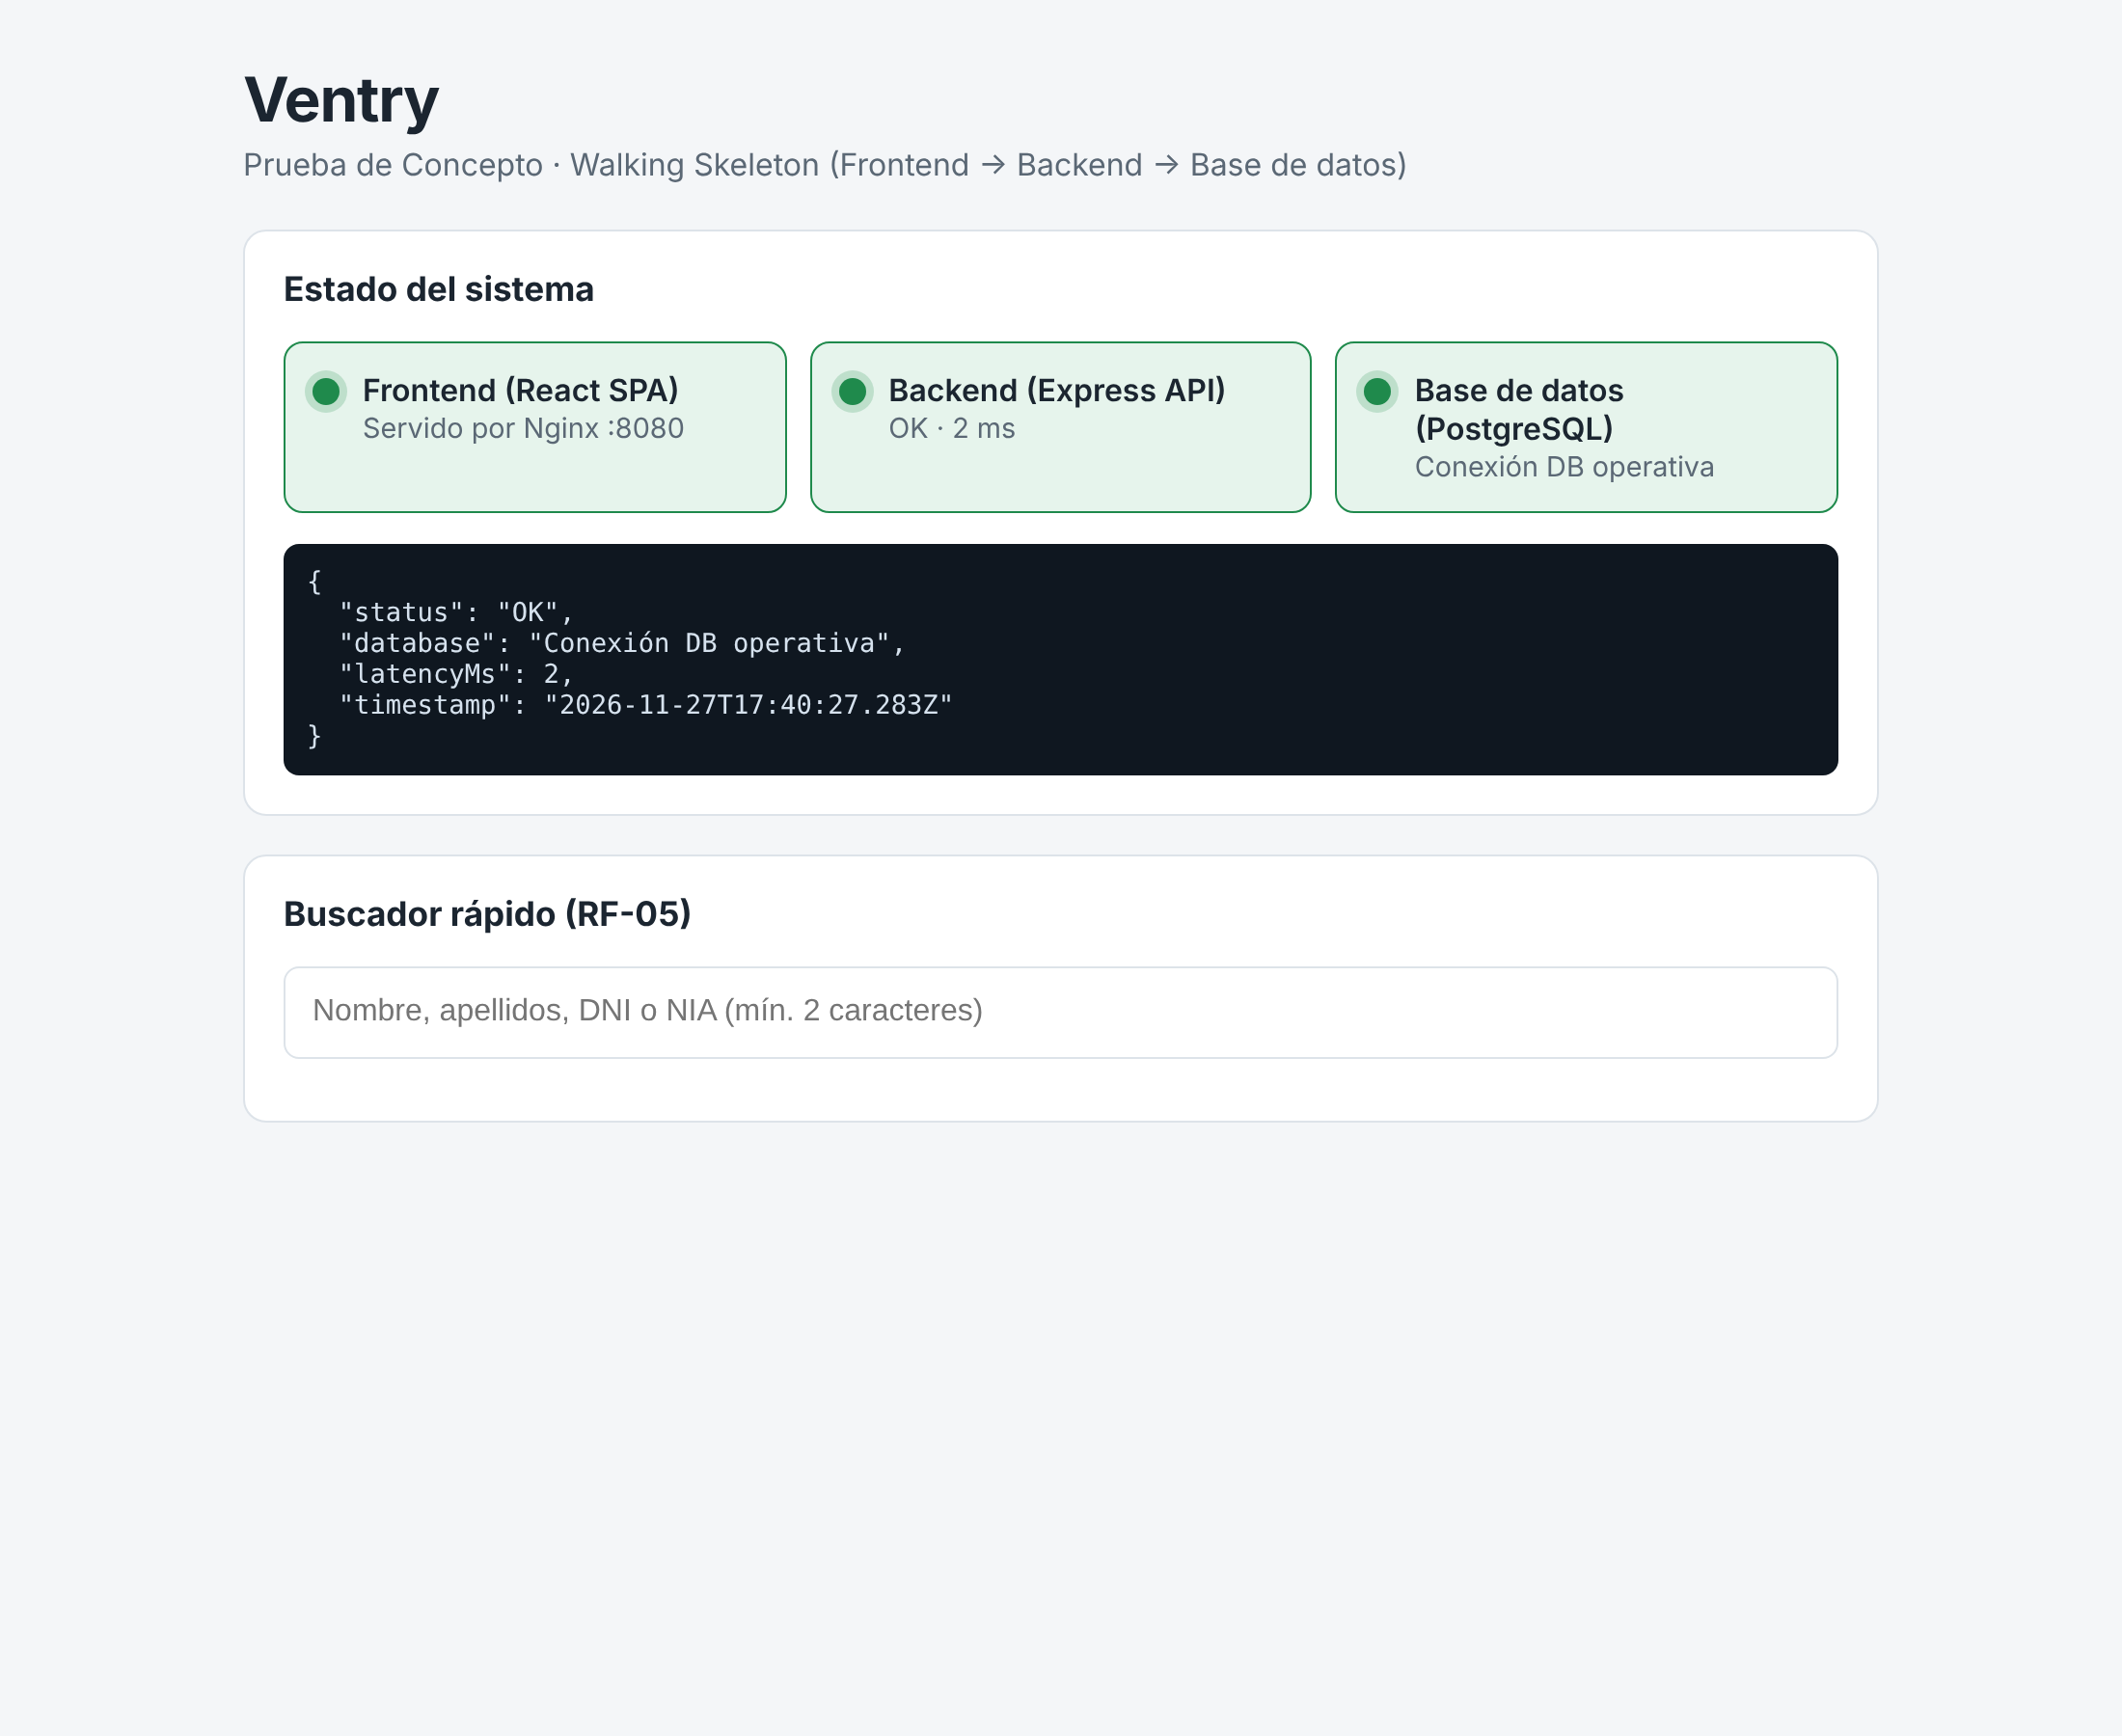 Ventry
Prueba de Concepto · Walking Skeleton (Frontend → Backend → Base de datos)
Estado del sistema
Frontend (React SPA)
Servido por Nginx :8080
Backend (Express API)
OK · 2 ms
Base de datos
(PostgreSQL)
Conexión DB operativa
{
  "status": "OK",
  "database": "Conexión DB operativa",
  "latencyMs": 2,
  "timestamp": "2026-11-27T17:40:27.283Z"
}
Buscador rápido (RF-05)
Nombre, apellidos, DNI o NIA (mín. 2 caracteres)